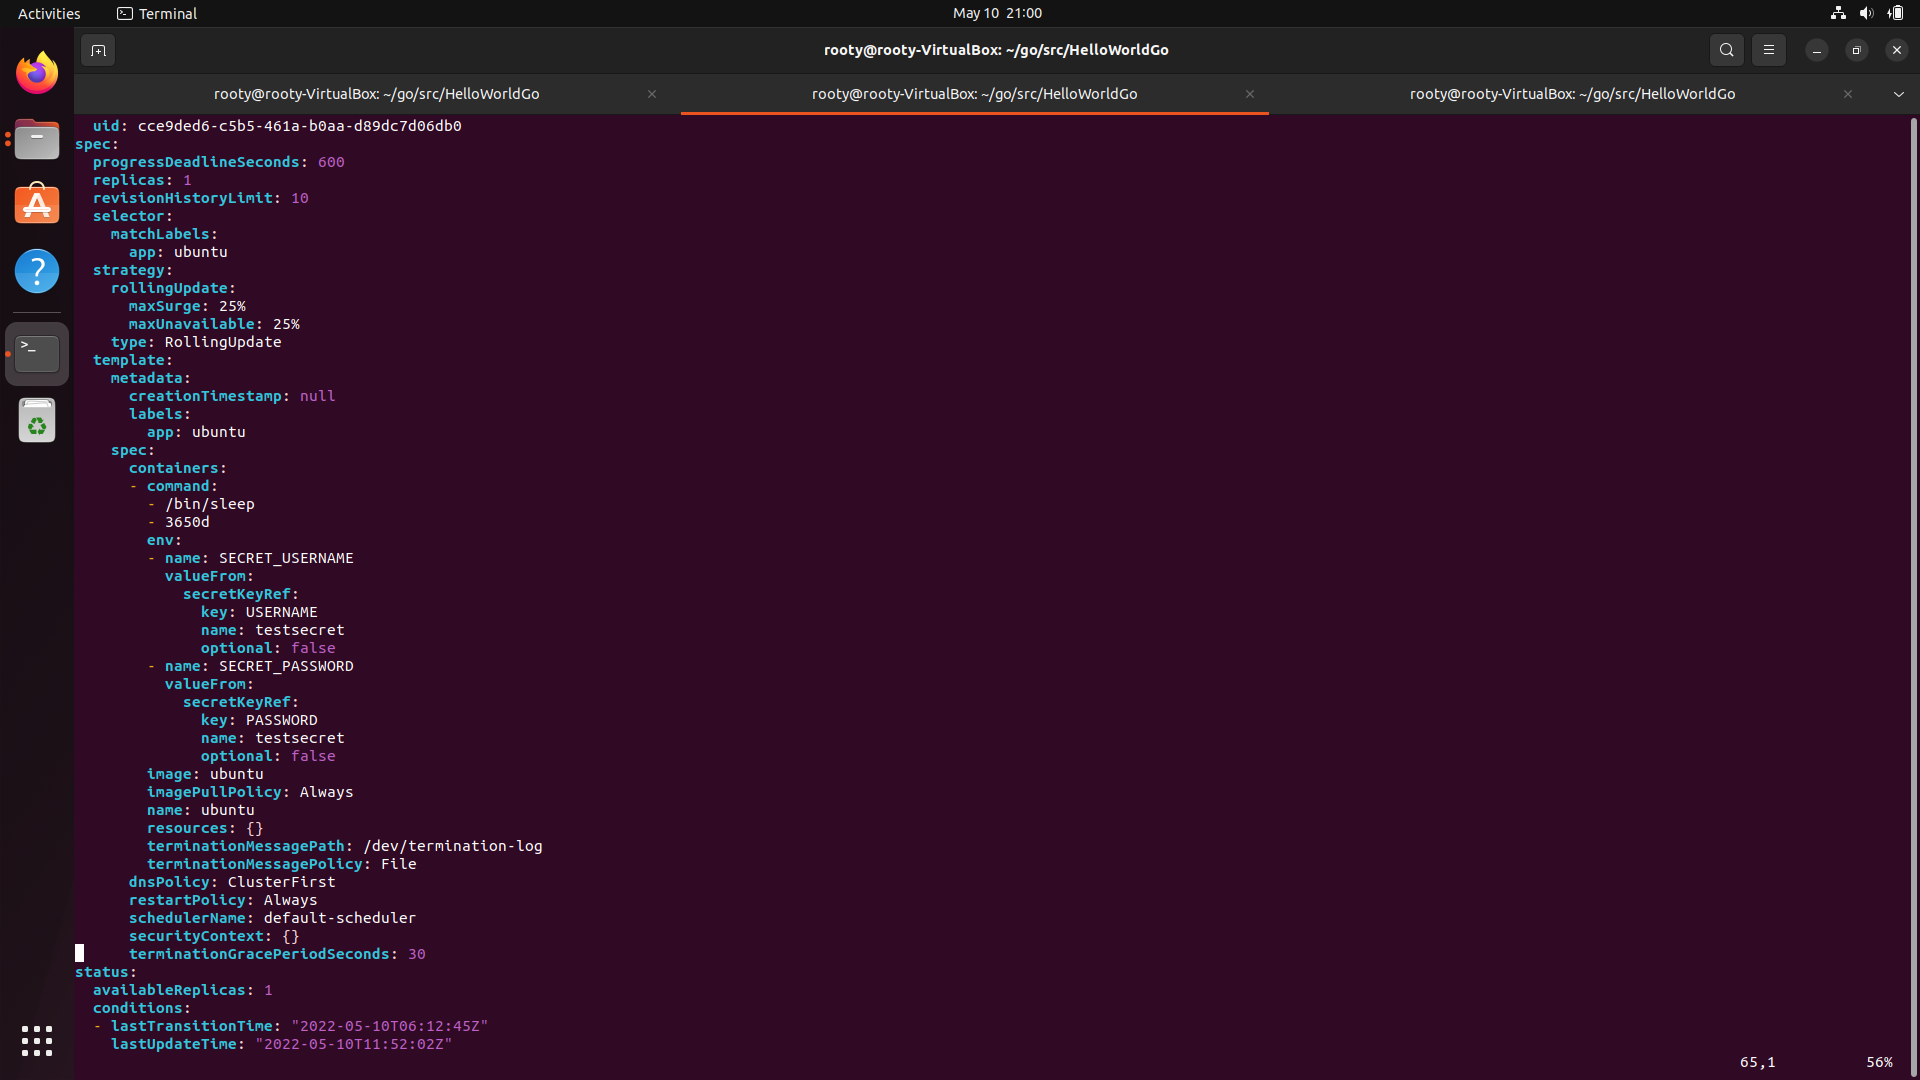 Activities
Terminal
May 10 21:00
rooty@rooty-VirtualBox: ~/go/src/HelloWorldGo
rooty@rooty-VirtualBox: ~/go/src/HelloWorldGo
rooty@rooty-VirtualBox: ~/go/src/HelloWorldGo
rooty@rooty-VirtualBox: ~/go/src/HelloWorldGo
  uid: cce9ded6-c5b5-461a-b0aa-d89dc7d06db0
spec:
  progressDeadlineSeconds: 600
  replicas: 1
  revisionHistoryLimit: 10
  selector:
    matchLabels:
      app: ubuntu
  strategy:
    rollingUpdate:
      maxSurge: 25%
      maxUnavailable: 25%
    type: RollingUpdate
  template:
    metadata:
      creationTimestamp: null
      labels:
        app: ubuntu
    spec:
      containers:
      - command:
        - /bin/sleep
        - 3650d
        env:
        - name: SECRET_USERNAME
          valueFrom:
            secretKeyRef:
              key: USERNAME
              name: testsecret
              optional: false
        - name: SECRET_PASSWORD
          valueFrom:
            secretKeyRef:
              key: PASSWORD
              name: testsecret
              optional: false
        image: ubuntu
        imagePullPolicy: Always
        name: ubuntu
        resources: {}
        terminationMessagePath: /dev/termination-log
        terminationMessagePolicy: File
      dnsPolicy: ClusterFirst
      restartPolicy: Always
      schedulerName: default-scheduler
      securityContext: {}
      terminationGracePeriodSeconds: 30
status:
  availableReplicas: 1
  conditions:
  - lastTransitionTime: "2022-05-10T06:12:45Z"
    lastUpdateTime: "2022-05-10T11:52:02Z"
65,1 56%